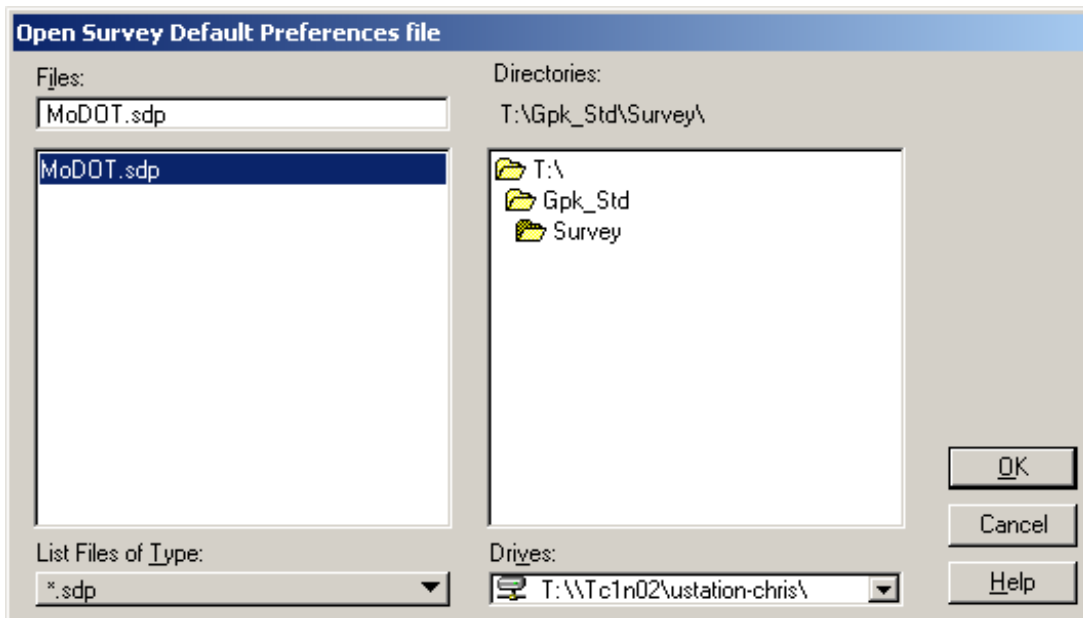 Open Survey Default Preferences file
Files:
MoDOT.sdp
MoDOT.sdp
List Files of Type:
*.sdp
Directories:
T:\Gpk_Std\Survey\
T:\
Gpk_Std
Survey
Drives:
T:\\Tc1n02\ustation-chris\
OK
Cancel
Help